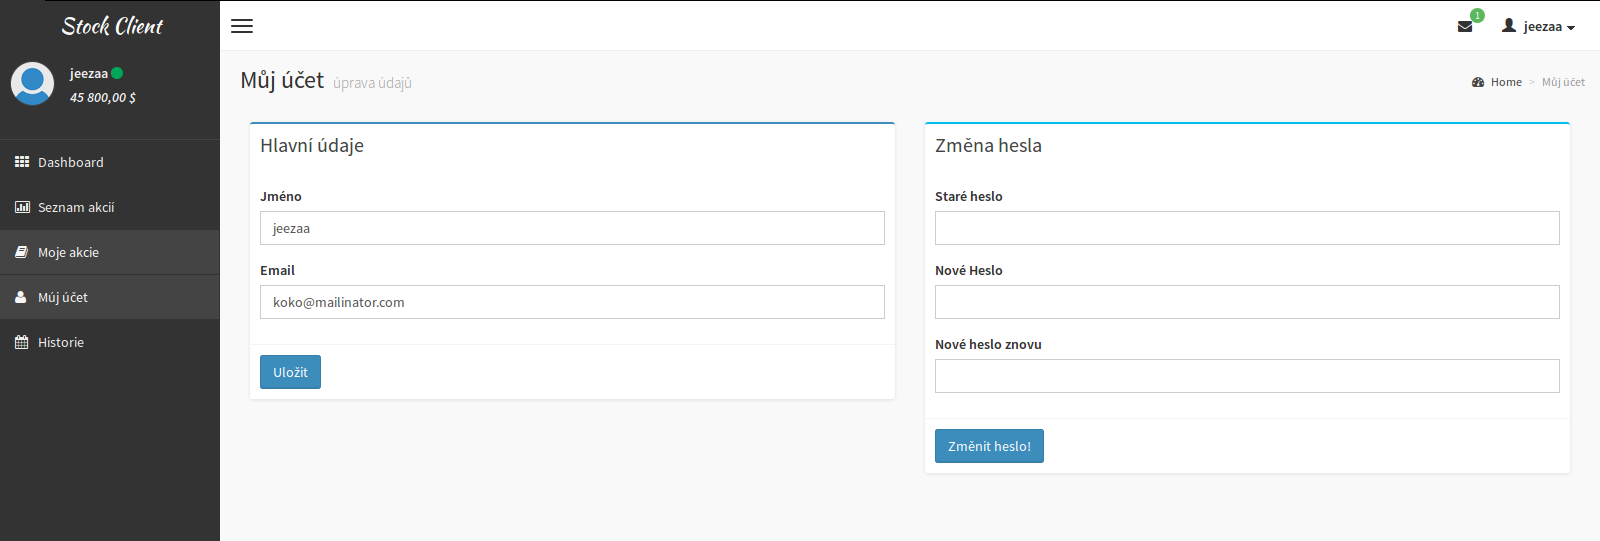 Stock Client
jeezaa
45 800,00 $
Dashboard
Seznam akcií
Moje akcie
Můj účet
Historie
1
jeezaa
Můj účet úprava údajů
Home > Můj účet
Hlavní údaje
Jméno
jeezaa
Email
koko@mailinator.com
Uložit
Změna hesla
Staré heslo
Nové Heslo
Nové heslo znovu
Změnit heslo!